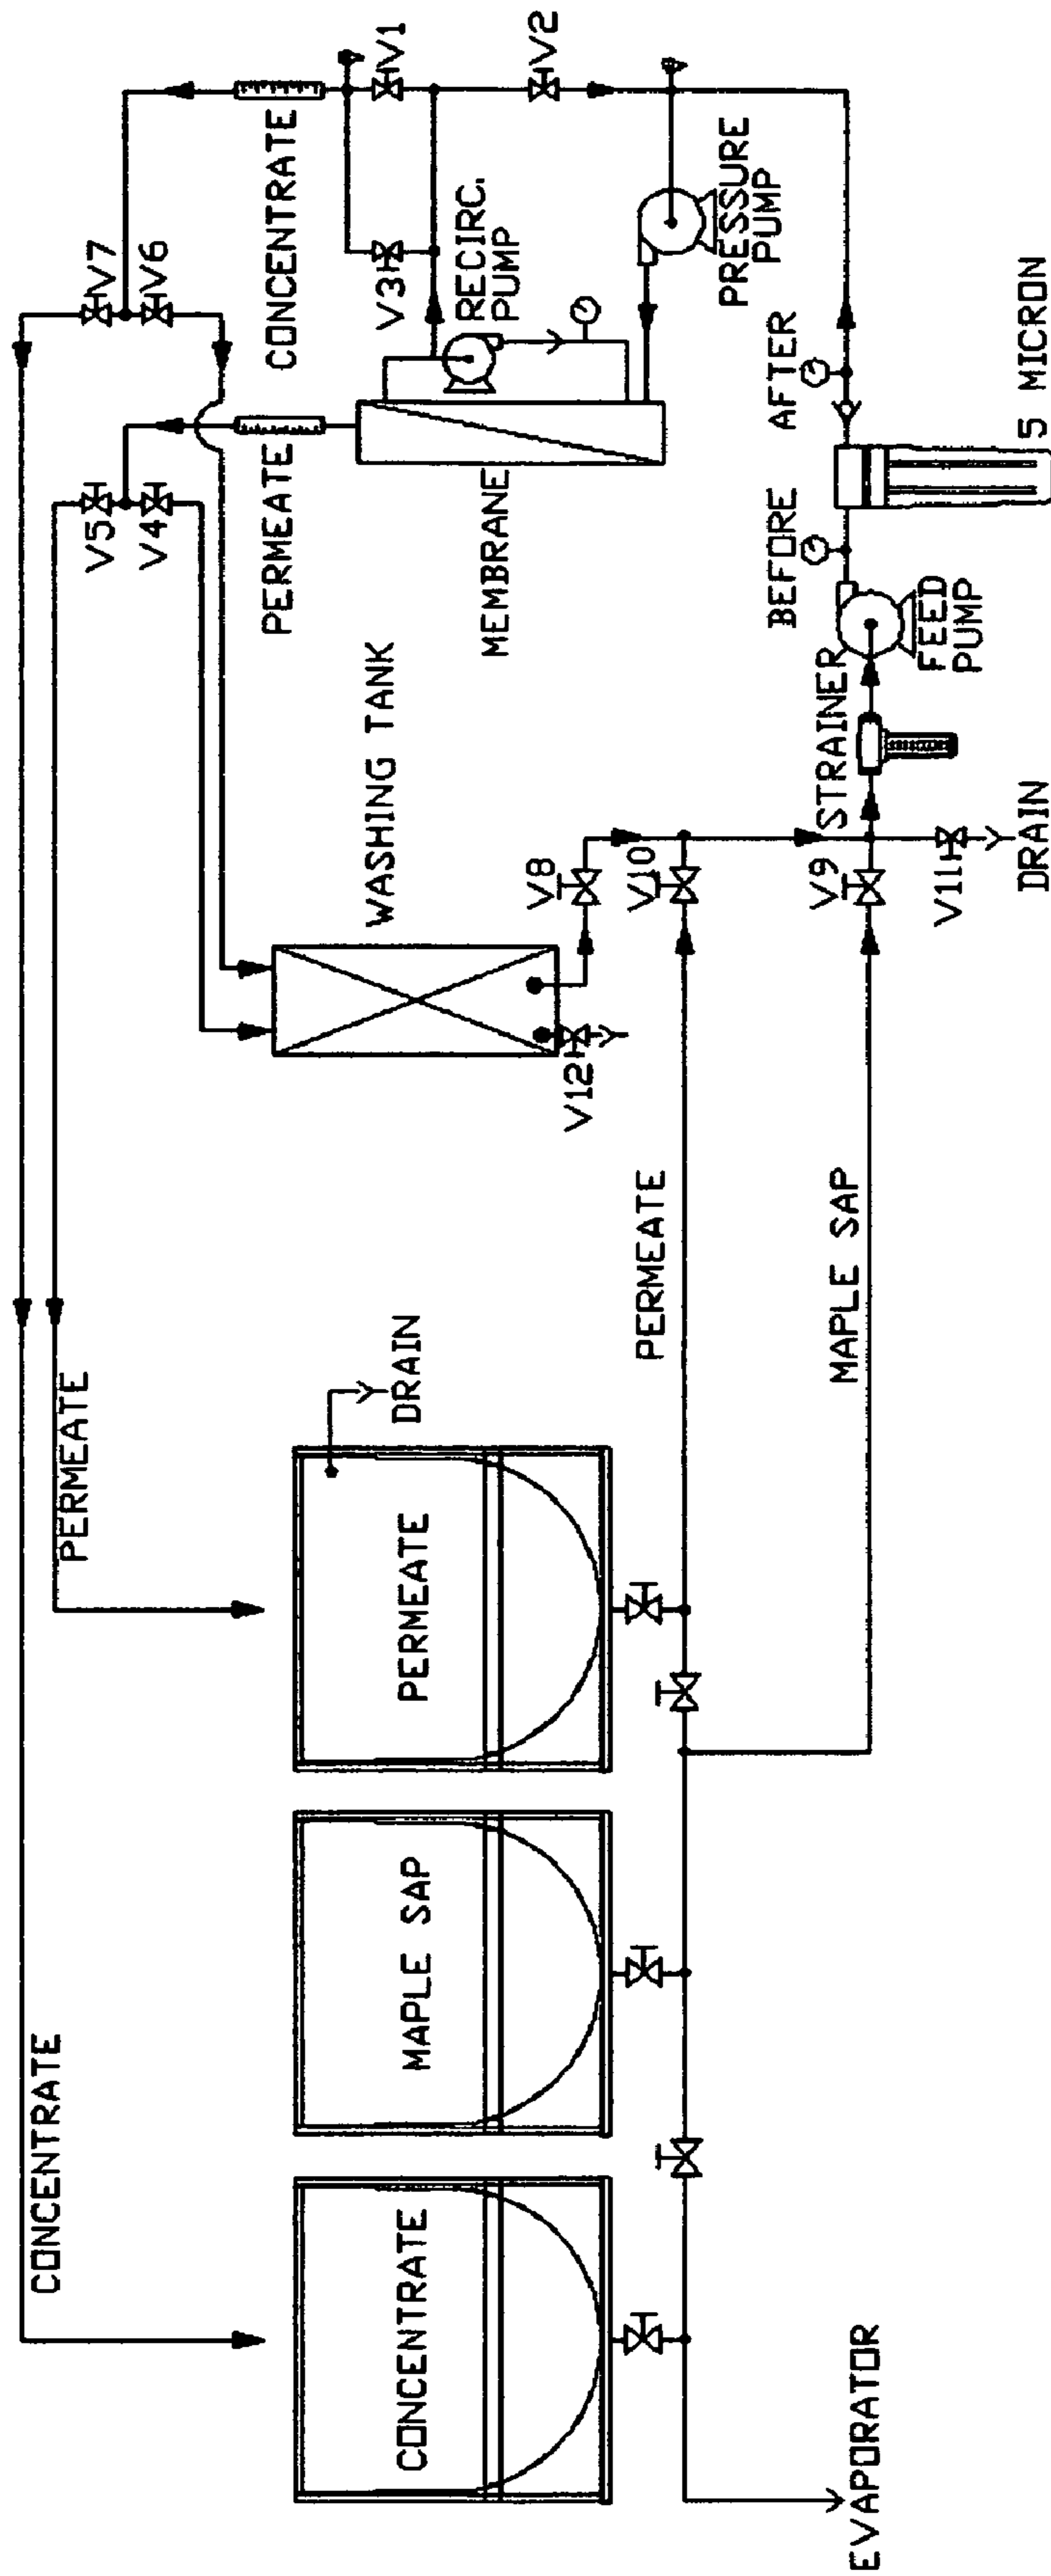 CONCENTRATE
PERMEATE
V7
V6
V5
V4
CONCENTRATE
PERMEATE
V1
V2
V3
RECIRC.
PUMP
PRESSURE
PUMP
MEMBRANE
WASHING TANK
V12
V8
V10
V9
V11
DRAIN
STRAINER
FEED
PUMP
BEFORE
AFTER
5 MICRON
CONCENTRATE
MAPLE SAP
PERMEATE
DRAIN
PERMEATE
MAPLE SAP
EVAPORATOR